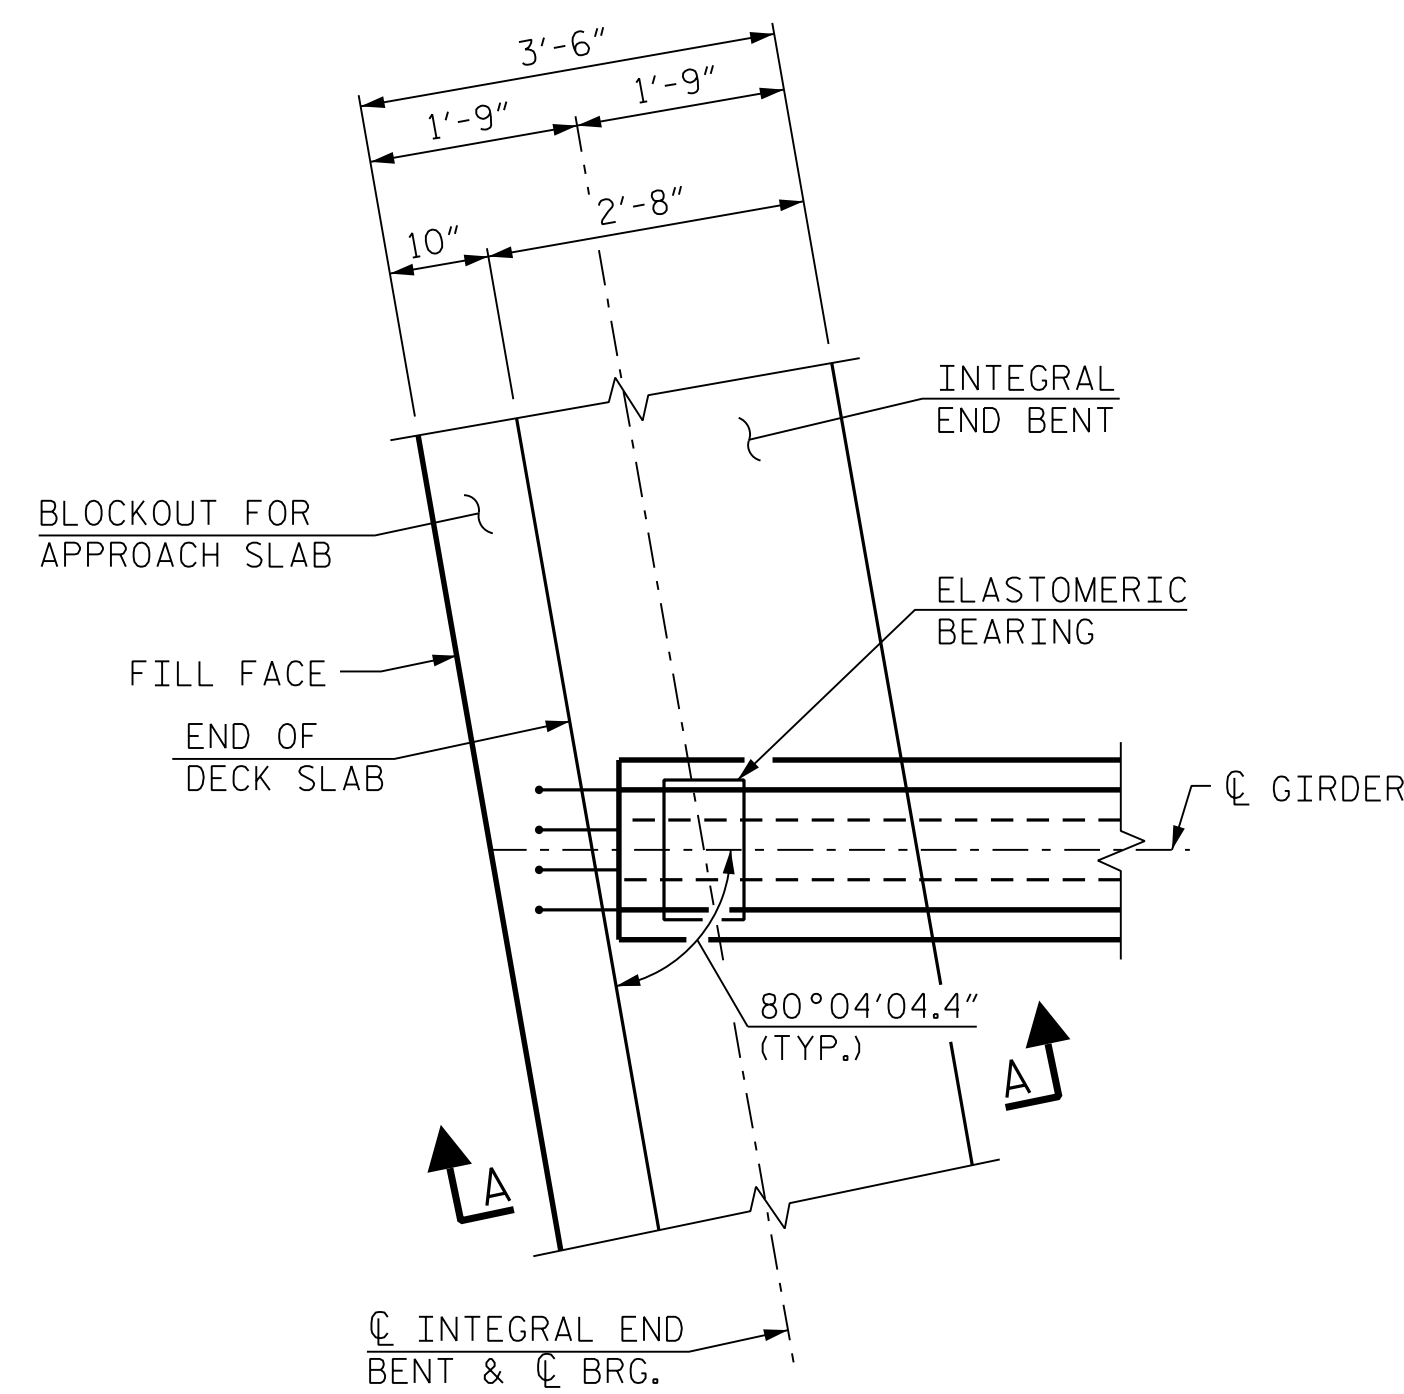 3'-6"
1'-9"
1'-9"
2'-8"
10"
INTEGRAL
END BENT
BLOCKOUT FOR
APPROACH SLAB
ELASTOMERIC
BEARING
FILL FACE
END OF
DECK SLAB
℄ GIRDER
80°04'04.4"
(TYP.)
A
A
℄ INTEGRAL END
BENT & ℄ BRG.